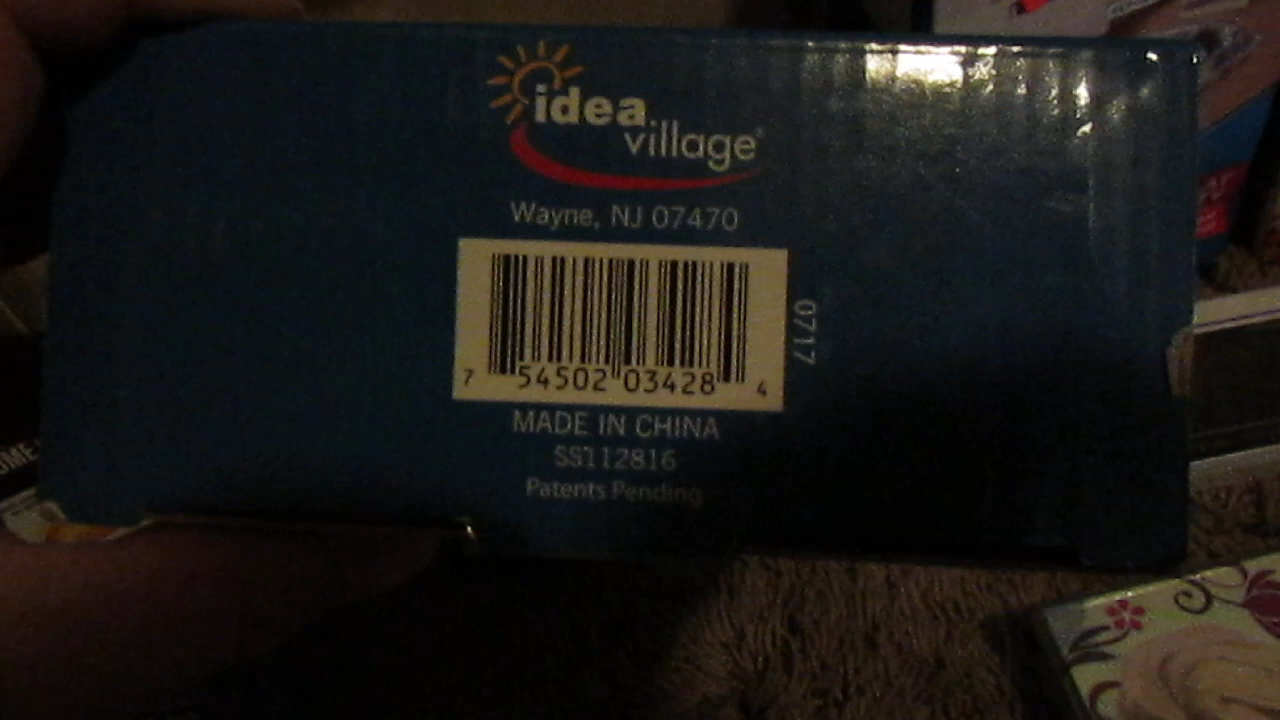 idea
village®
Wayne, NJ 07470
7 54502 03428 4
0717
MADE IN CHINA
SS112816
Patents Pending